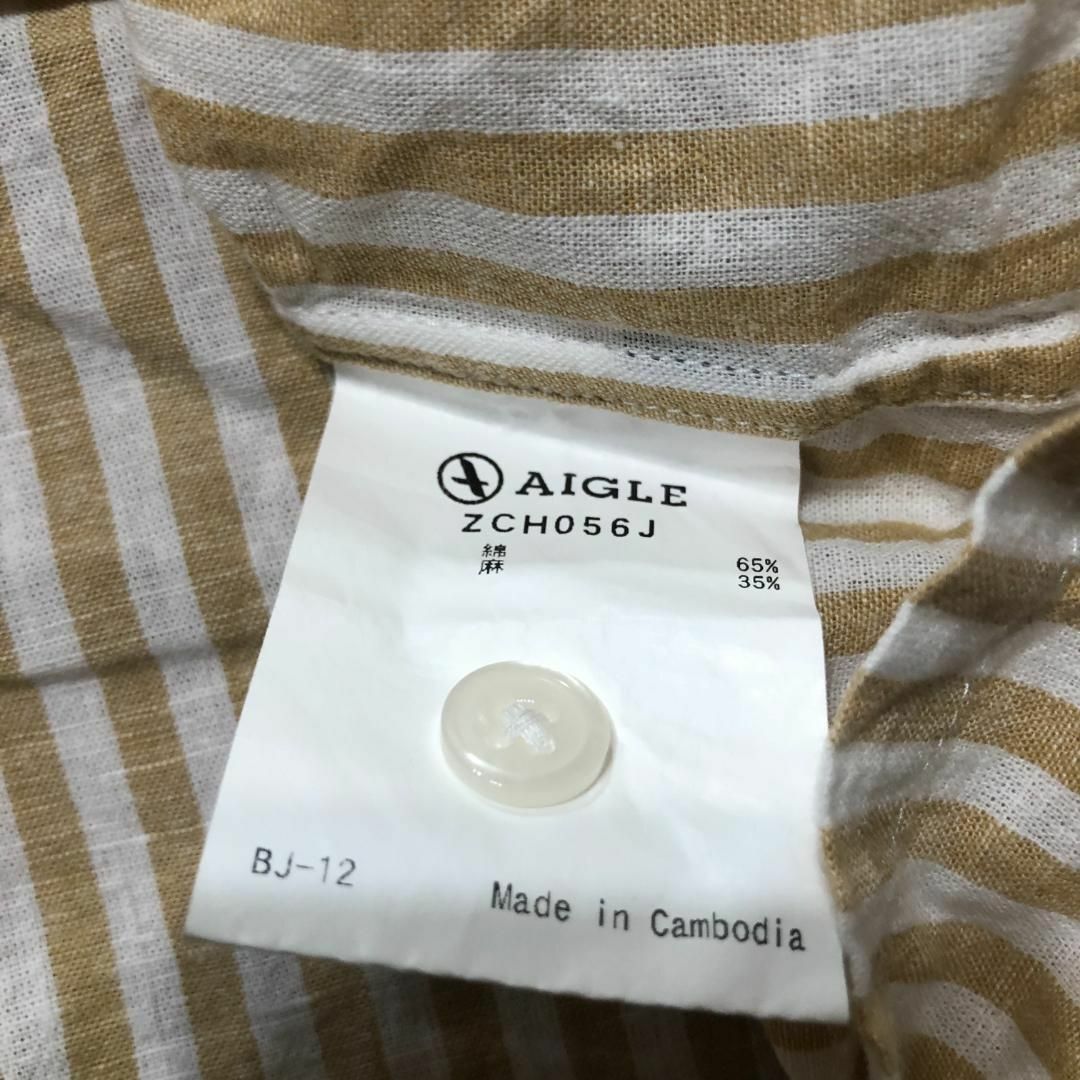 AIGLE
ZCH056J
綿 65%
麻 35%
BJ-12
Made in Cambodia